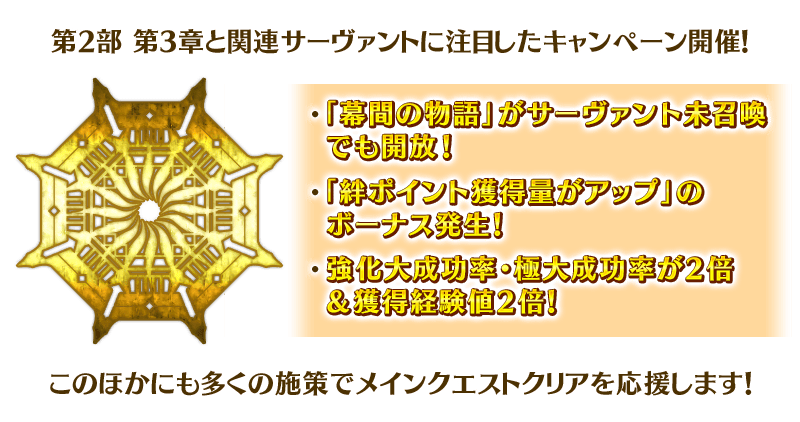 第2部 第3章と関連サーヴァントに注目したキャンペーン開催!
・「幕間の物語」がサーヴァント未召喚
でも開放!
・「絆ポイント獲得量がアップ」の
ボーナス発生!
・強化大成功率・極大成功率が2倍
&獲得経験値2倍!
このほかにも多くの施策でメインクエストクリアを応援します!